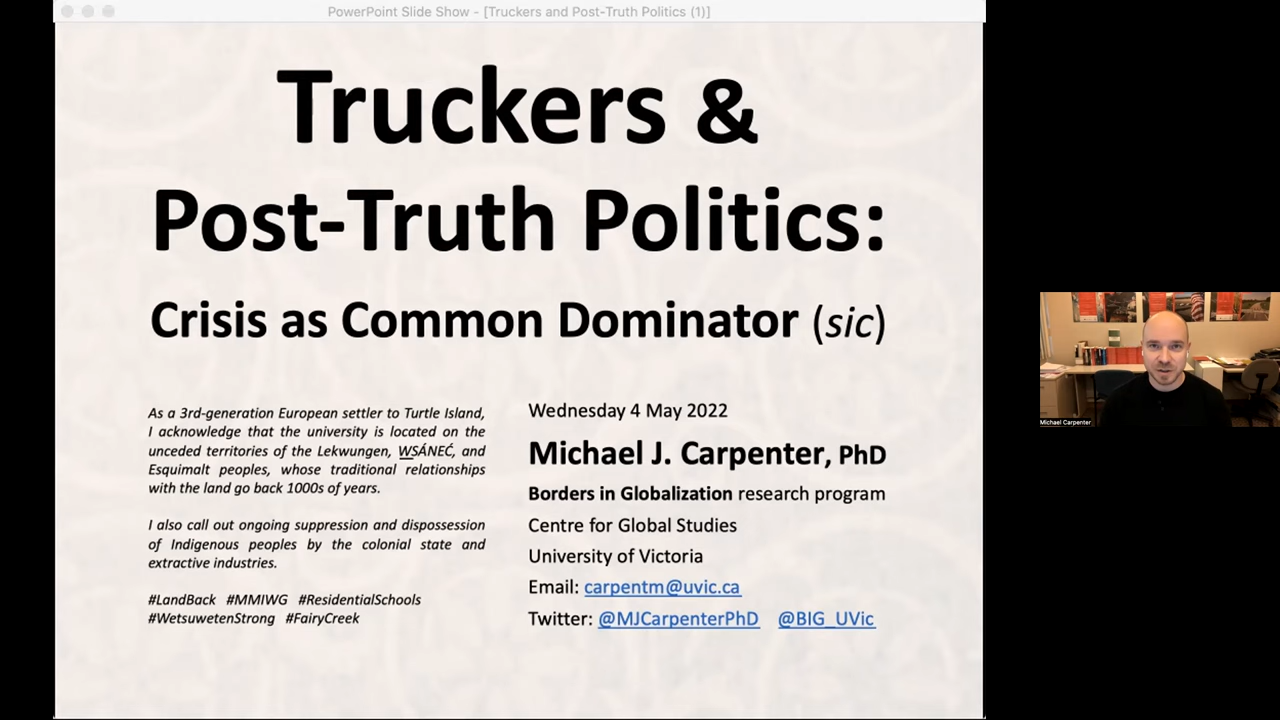 PowerPoint Slide Show - [Truckers and Post-Truth Politics (1)]
Truckers &
Post-Truth Politics:
Crisis as Common Dominator (sic)
As a 3rd-generation European settler to Turtle Island,
I acknowledge that the university is located on the
unceded territories of the Lekwungen, W̱SÁNEĆ, and
Esquimalt peoples, whose traditional relationships
with the land go back 1000s of years.
I also call out ongoing suppression and dispossession
of Indigenous peoples by the colonial state and
extractive industries.
#LandBack #MMIWG #ResidentialSchools
#WetsuwetenStrong #FairyCreek
Wednesday 4 May 2022
Michael J. Carpenter, PhD
Borders in Globalization research program
Centre for Global Studies
University of Victoria
Email: carpentm@uvic.ca
Twitter: @MJCarpenterPhD @BIG_UVic
Michael Carpenter